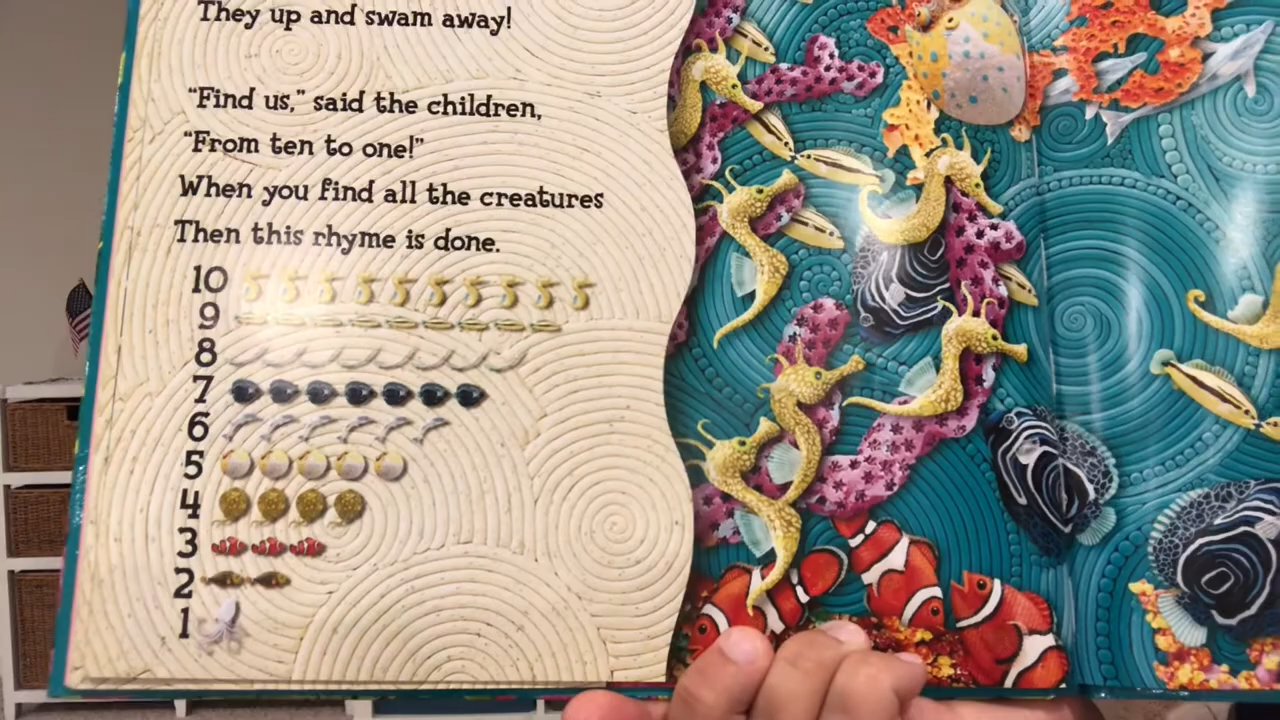 They up and swam away!
“Find us,” said the children,
“From ten to one!”
When you find all the creatures
Then this rhyme is done.
10
9
8
7
6
5
4
3
2
1